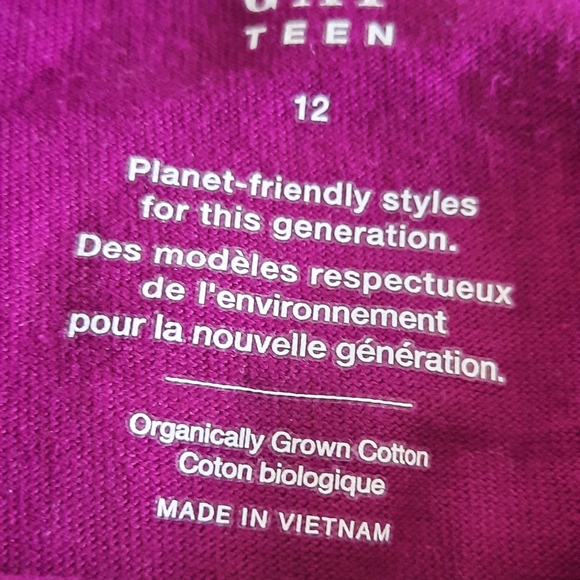 TEEN
12
Planet-friendly styles
for this generation.
Des modèles respectueux
de l'environnement
pour la nouvelle génération.
Organically Grown Cotton
Coton biologique
MADE IN VIETNAM